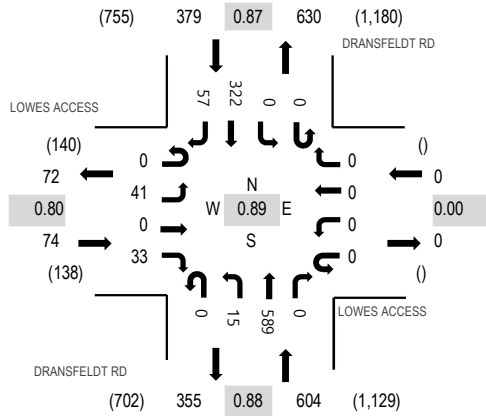 (755) 379 0.87 630 (1,180)
DRANSFELDT RD
LOWES ACCESS
57 322 0 0
(140) ()
72 0 0 0
41 N 0
0.80 0 W 0.89 E 0 0.00
74 33 S 0 0
(138) ()
0 15 589 0
LOWES ACCESS
DRANSFELDT RD
(702) 355 0.88 604 (1,129)